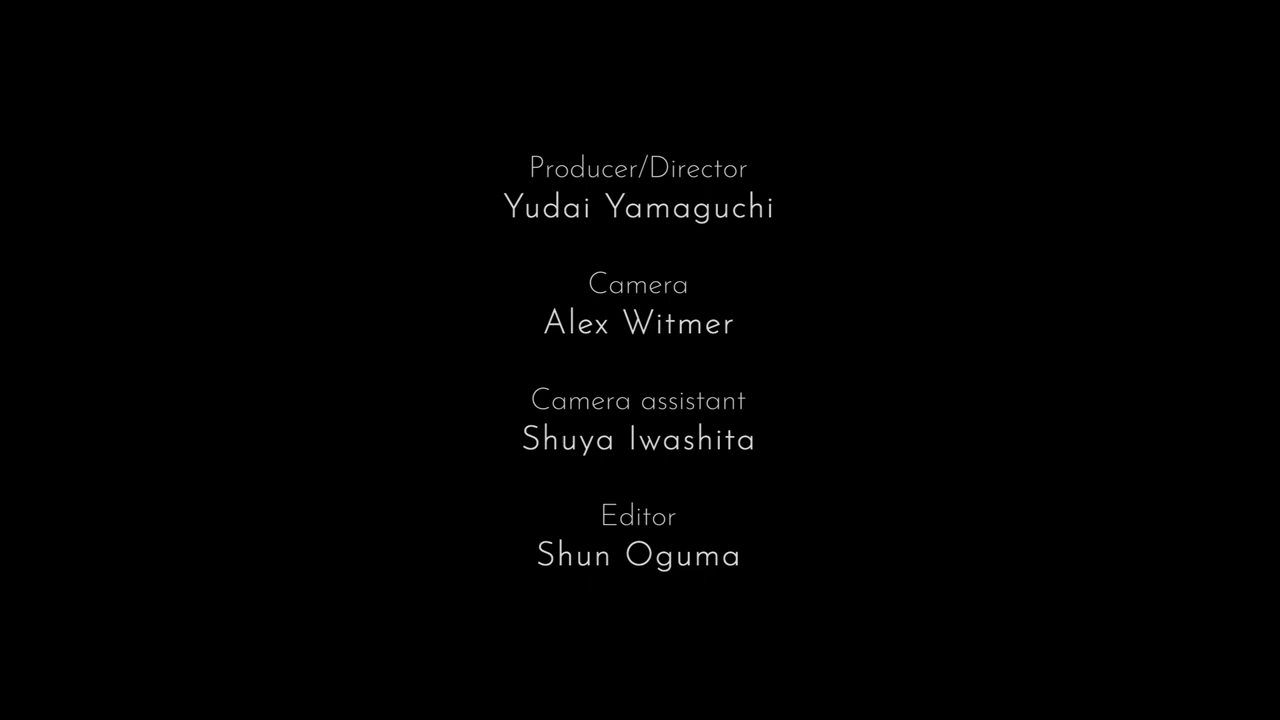 Producer/Director
Yudai Yamaguchi
Camera
Alex Witmer
Camera assistant
Shuya Iwashita
Editor
Shun Oguma